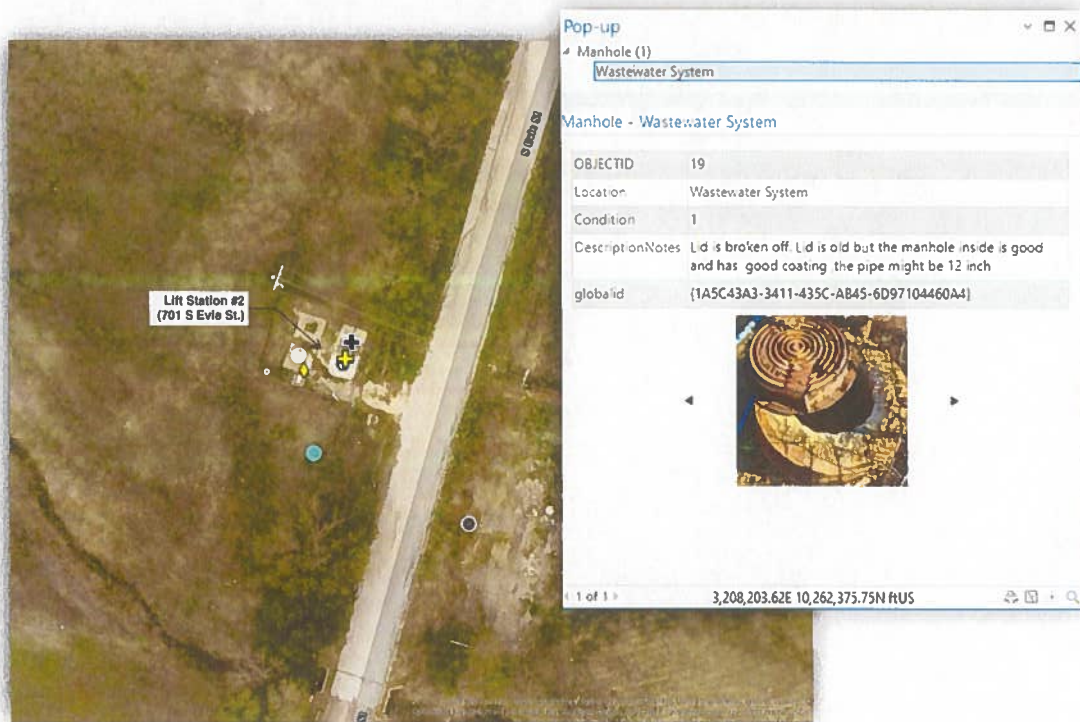 Pop-up
Manhole (1)
Wastewater System
Manhole - Wastewater System
OBJECTID 19
Location Wastewater System
Condition 1
DescriptionNotes Lid is broken off. Lid is old but the manhole inside is good
and has good coating ,the pipe might be 12 inch
globalid {1A5C43A3-3411-435C-AB45-6D97104460A4}
1 of 1
3,208,203.62E 10,262,375.75N ftUS
Lift Station #2
(701 S Evie St.)